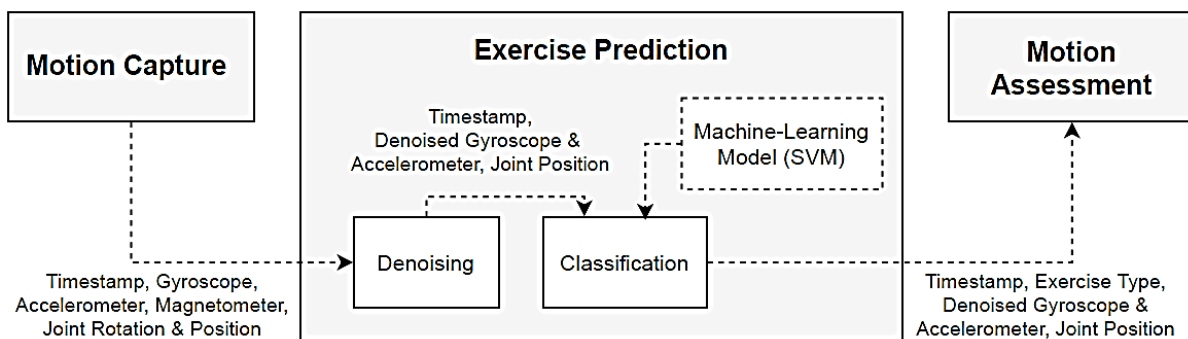 Motion Capture
Exercise Prediction
Motion
Assessment
Timestamp,
Denoised Gyroscope &
Accelerometer, Joint Position
Machine-Learning
Model (SVM)
Denoising
Classification
Timestamp, Gyroscope,
Accelerometer, Magnetometer,
Joint Rotation & Position
Timestamp, Exercise Type,
Denoised Gyroscope &
Accelerometer, Joint Position